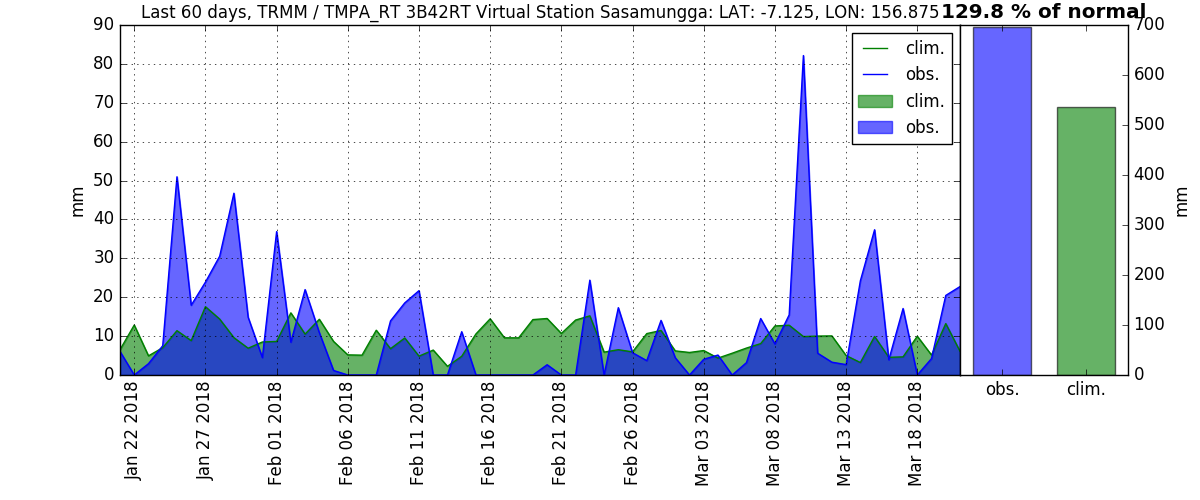 Last 60 days, TRMM / TMPA_RT 3B42RT Virtual Station Sasamungga: LAT: -7.125, LON: 156.875
129.8 % of normal
90
80
70
60
50
40
30
20
10
0
mm
clim.
obs.
clim.
obs.
Jan 22 2018
Jan 27 2018
Feb 01 2018
Feb 06 2018
Feb 11 2018
Feb 16 2018
Feb 21 2018
Feb 26 2018
Mar 03 2018
Mar 08 2018
Mar 13 2018
Mar 18 2018
700
600
500
400
300
200
100
0
mm
obs.
clim.